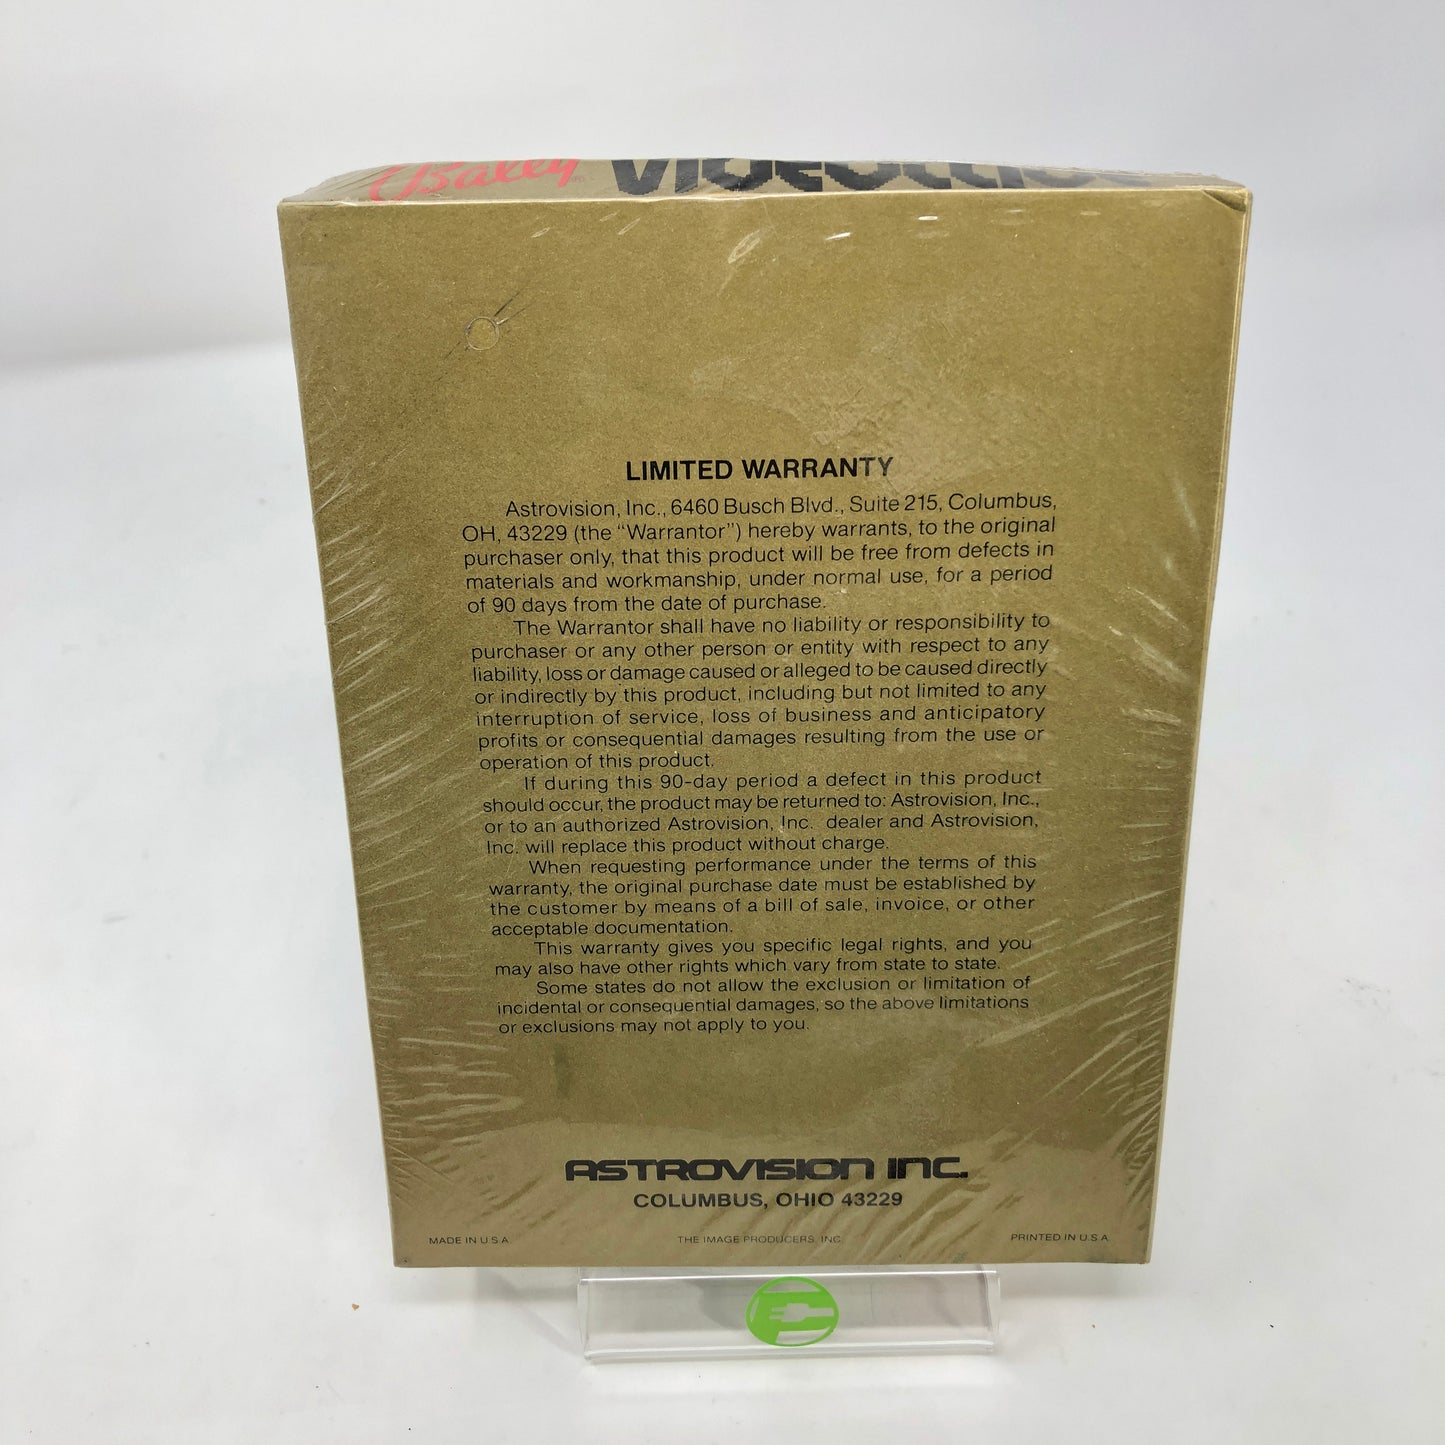 Bally
LIMITED WARRANTY
Astrovision, Inc., 6460 Busch Blvd., Suite 215, Columbus,
OH, 43229 (the “Warrantor”) hereby warrants, to the original
purchaser only, that this product will be free from defects in
materials and workmanship, under normal use, for a period
of 90 days from the date of purchase.
The Warrantor shall have no liability or responsibility to
purchaser or any other person or entity with respect to any
liability, loss or damage caused or alleged to be caused directly
or indirectly by this product, including but not limited to any
interruption of service, loss of business and anticipatory
profits or consequential damages resulting from the use or
operation of this product.
If during this 90-day period a defect in this product
should occur, the product may be returned to: Astrovision, Inc.,
or to an authorized Astrovision, Inc. dealer and Astrovision,
Inc. will replace this product without charge.
When requesting performance under the terms of this
warranty, the original purchase date must be established by
the customer by means of a bill of sale, invoice, or other
acceptable documentation.
This warranty gives you specific legal rights, and you
may also have other rights which vary from state to state.
Some states do not allow the exclusion or limitation of
incidental or consequential damages, so the above limitations
or exclusions may not apply to you.
ASTROVISION INC.
COLUMBUS, OHIO 43229
MADE IN U.S.A. THE IMAGE PRODUCERS, INC. PRINTED IN U.S.A.